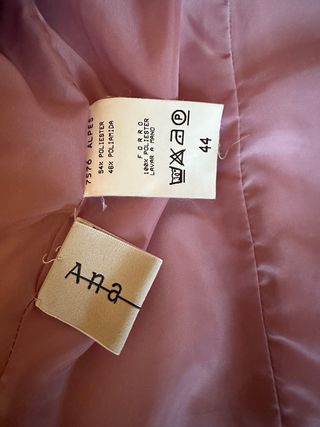 7576 ALPES
54% POLIESTER
46% POLIAMIDA
FORRO
100% POLIESTER
LAVAR A MANO
P
44
Ana